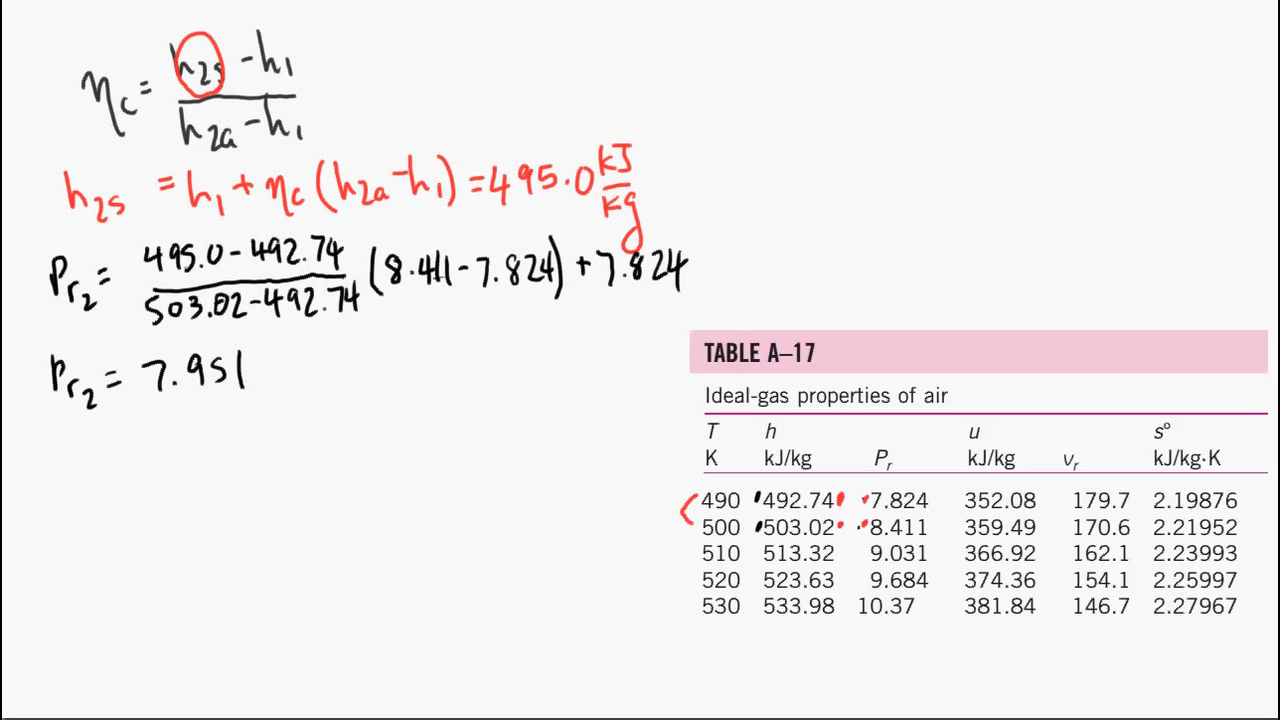 ηc = (h2s - h1) / (h2a - h1)
h2s = h1 + ηc (h2a - h1) = 495.0 kJ/kg
Pr2 = (495.0 - 492.74) / (503.02 - 492.74) (8.411 - 7.824) + 7.824
Pr2 = 7.951
TABLE A–17
Ideal-gas properties of air
T h u s°
K kJ/kg Pr kJ/kg vr kJ/kg·K
490 492.74 7.824 352.08 179.7 2.19876
500 503.02 8.411 359.49 170.6 2.21952
510 513.32 9.031 366.92 162.1 2.23993
520 523.63 9.684 374.36 154.1 2.25997
530 533.98 10.37 381.84 146.7 2.27967